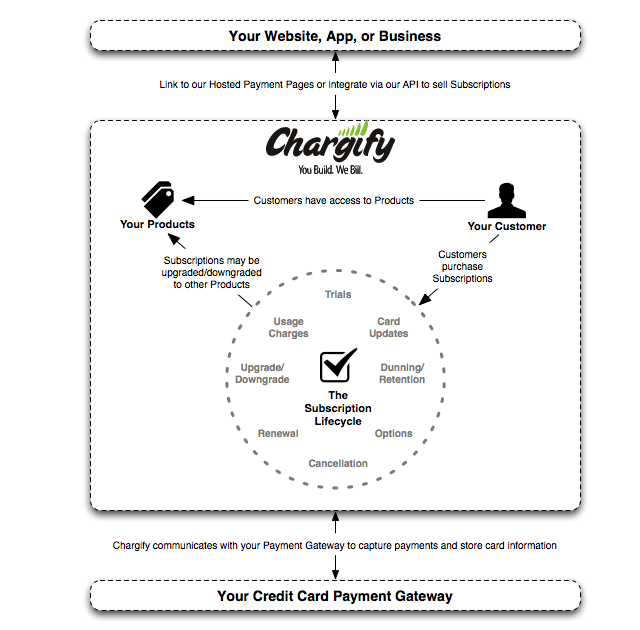 Your Website, App, or Business
Link to our Hosted Payment Pages or integrate via our API to sell Subscriptions
Chargify
You Build. We Bill.
Customers have access to Products
Your Products
Your Customer
Subscriptions may be
upgraded/downgraded
to other Products
Customers
purchase
Subscriptions
Trials
Usage
Charges
Card
Updates
Upgrade/
Downgrade
Dunning/
Retention
The
Subscription
Lifecycle
Renewal
Options
Cancellation
Chargify communicates with your Payment Gateway to capture payments and store card information
Your Credit Card Payment Gateway